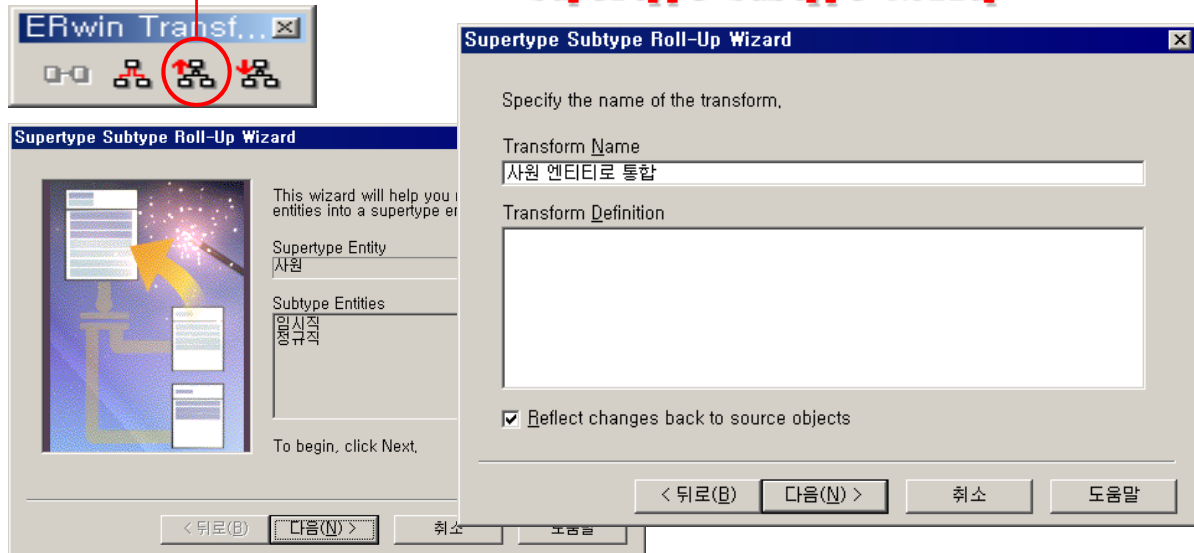 ERwin Transf...
Supertype Subtype Roll-Up Wizard
This wizard will help you
entities into a supertype
Supertype Entity
사원
Subtype Entities
임시직
정규직
To begin, click Next,
< 뒤로(B)
다음(N) >
취소
도움말
Supertype Subtype Roll-Up Wizard
Specify the name of the transform,
Transform Name
사원 엔티티로 통합
Transform Definition
Reflect changes back to source objects
< 뒤로(B)
다음(N) >
취소
도움말